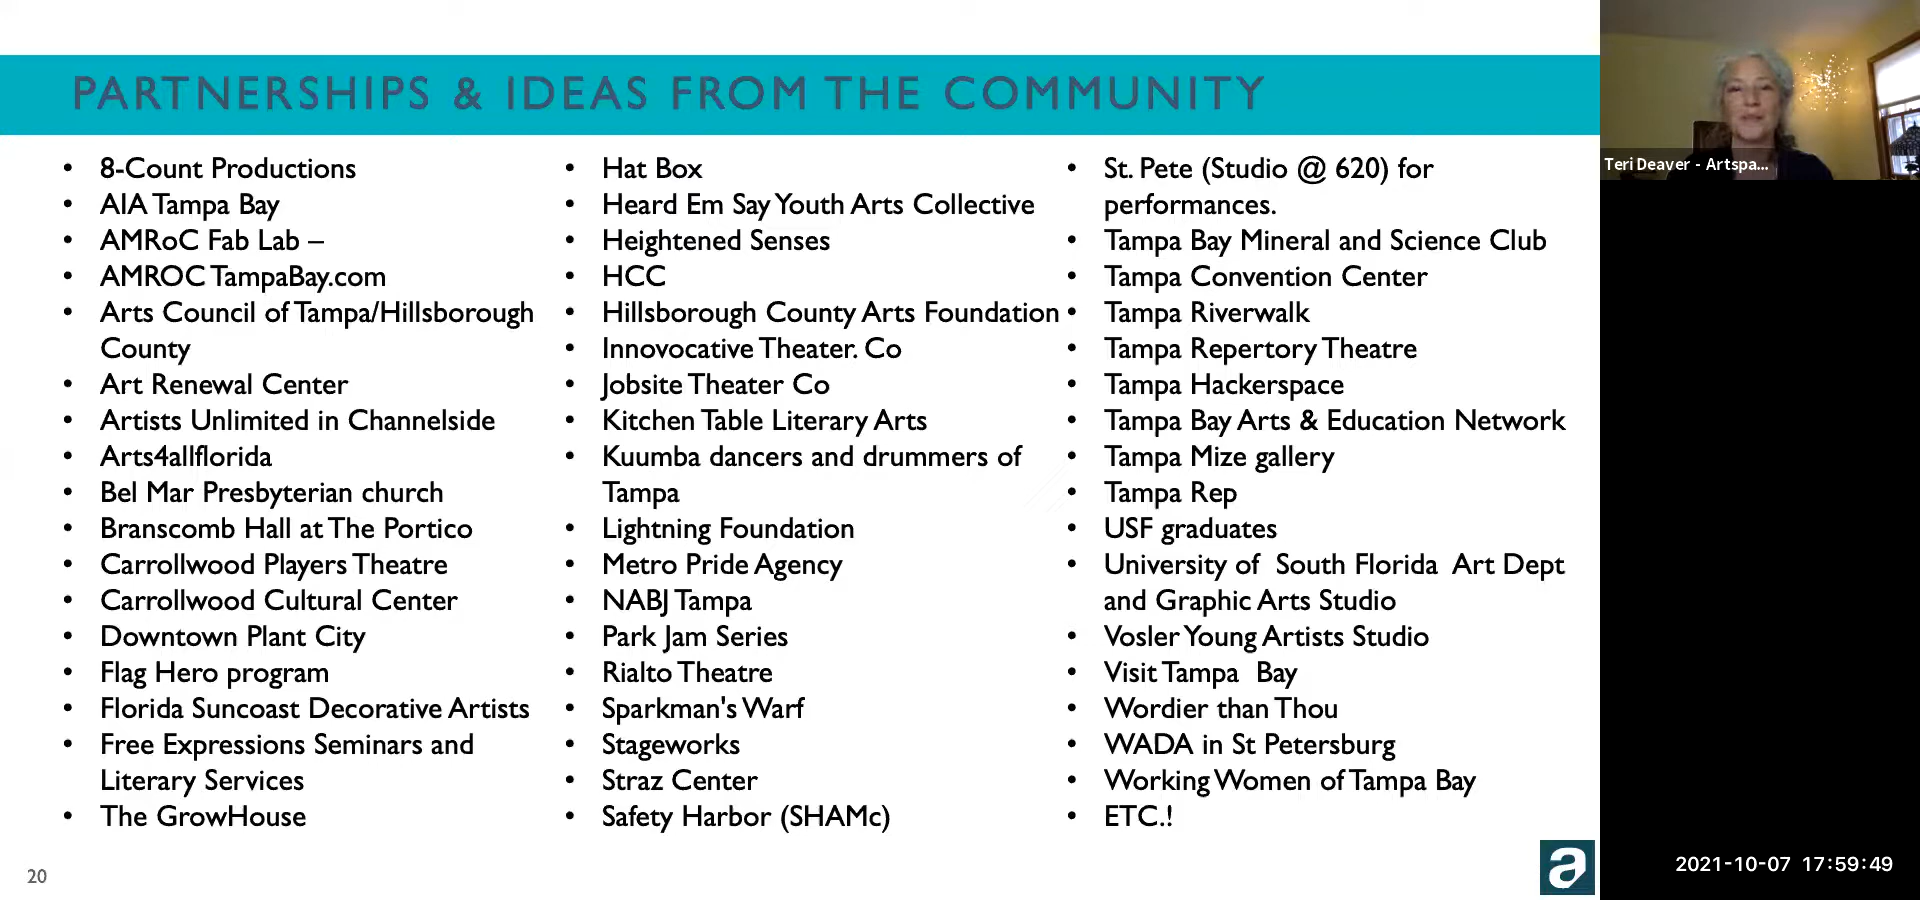 PARTNERSHIPS & IDEAS FROM THE COMMUNITY
• 8-Count Productions
• AIA Tampa Bay
• AMRoC Fab Lab –
• AMROC TampaBay.com
• Arts Council of Tampa/Hillsborough
County
• Art Renewal Center
• Artists Unlimited in Channelside
• Arts4allflorida
• Bel Mar Presbyterian church
• Branscomb Hall at The Portico
• Carrollwood Players Theatre
• Carrollwood Cultural Center
• Downtown Plant City
• Flag Hero program
• Florida Suncoast Decorative Artists
• Free Expressions Seminars and
Literary Services
• The GrowHouse
• Hat Box
• Heard Em Say Youth Arts Collective
• Heightened Senses
• HCC
• Hillsborough County Arts Foundation
• Innovocative Theater. Co
• Jobsite Theater Co
• Kitchen Table Literary Arts
• Kuumba dancers and drummers of
Tampa
• Lightning Foundation
• Metro Pride Agency
• NABJ Tampa
• Park Jam Series
• Rialto Theatre
• Sparkman's Warf
• Stageworks
• Straz Center
• Safety Harbor (SHAMc)
• St. Pete (Studio @ 620) for
performances.
• Tampa Bay Mineral and Science Club
• Tampa Convention Center
• Tampa Riverwalk
• Tampa Repertory Theatre
• Tampa Hackerspace
• Tampa Bay Arts & Education Network
• Tampa Mize gallery
• Tampa Rep
• USF graduates
• University of South Florida Art Dept
and Graphic Arts Studio
• Vosler Young Artists Studio
• Visit Tampa Bay
• Wordier than Thou
• WADA in St Petersburg
• Working Women of Tampa Bay
• ETC.!
20
a
Teri Deaver - Artspa...
2021-10-07 17:59:49